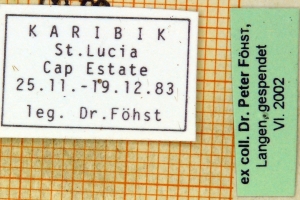 KARIBIK
St.Lucia
Cap Estate
25.11.-19.12.83
leg. Dr.Föhst
ex coll. Dr. Peter FÖHST,
Langen, gespendet
VI. 2002